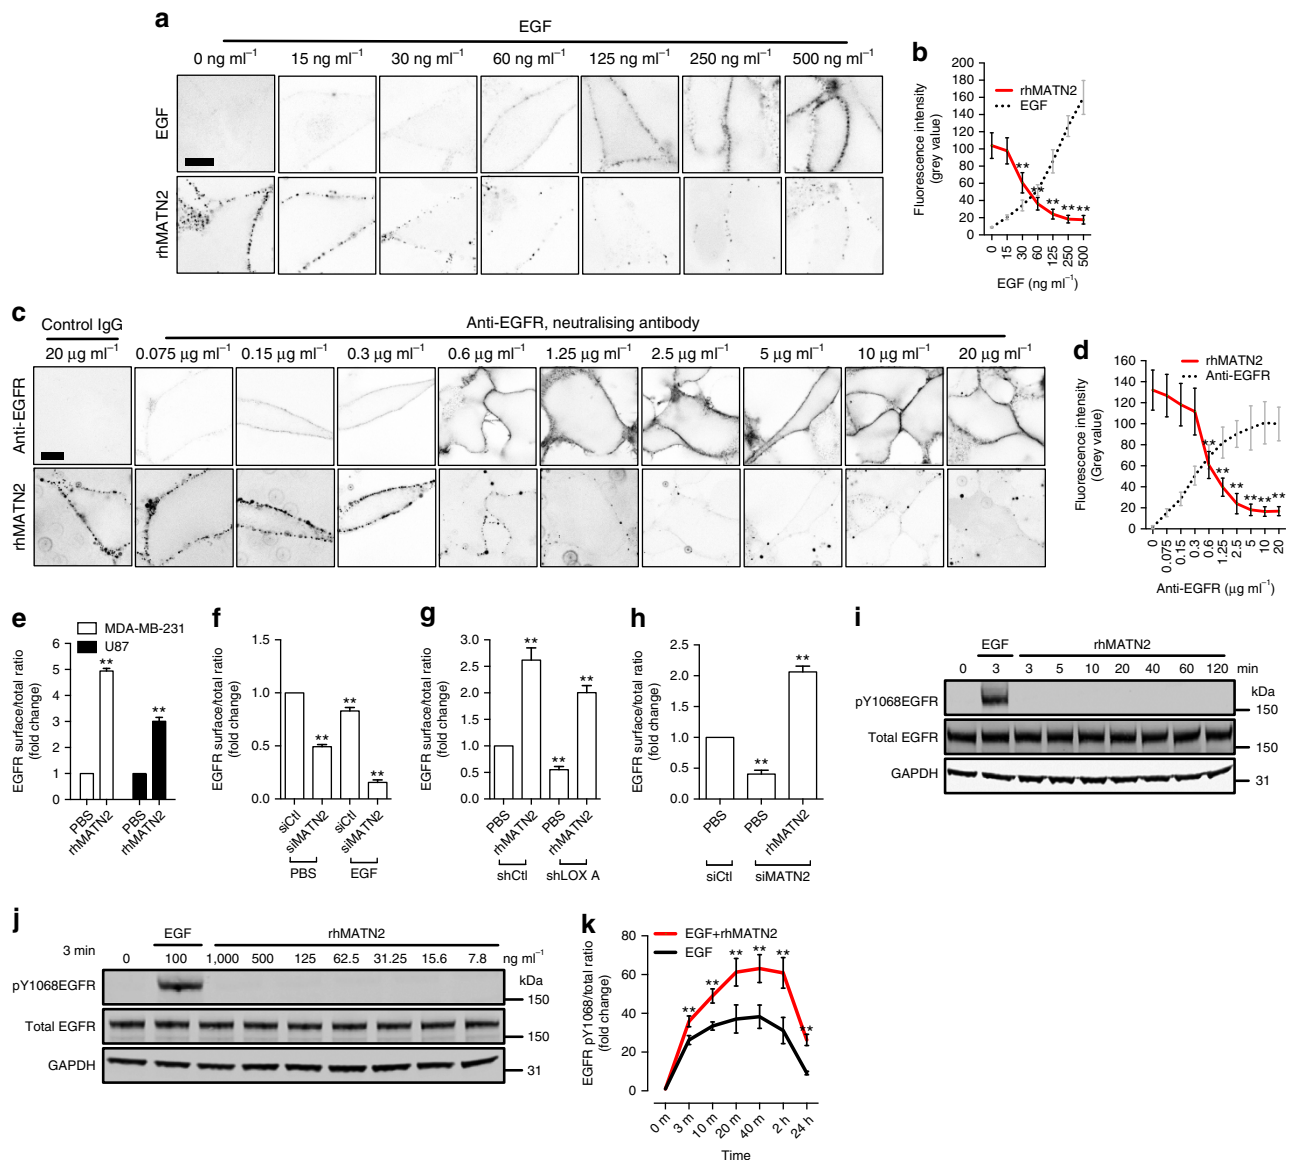 a
EGF
0 ng ml⁻¹ 15 ng ml⁻¹ 30 ng ml⁻¹ 60 ng ml⁻¹ 125 ng ml⁻¹ 250 ng ml⁻¹ 500 ng ml⁻¹
EGF
rhMATN2
b
Fluorescence intensity
(grey value)
200
180
160
140
120
100
80
60
40
20
0
rhMATN2
EGF
** ** ** ** **
0 15 30 60 125 250 500
EGF (ng ml⁻¹)
c
Control IgG
Anti-EGFR, neutralising antibody
20 µg ml⁻¹ 0.075 µg ml⁻¹ 0.15 µg ml⁻¹ 0.3 µg ml⁻¹ 0.6 µg ml⁻¹ 1.25 µg ml⁻¹ 2.5 µg ml⁻¹ 5 µg ml⁻¹ 10 µg ml⁻¹ 20 µg ml⁻¹
Anti-EGFR
rhMATN2
d
Fluorescence intensity
(Grey value)
160
140
120
100
80
60
40
20
0
rhMATN2
Anti-EGFR
** ** ** ** ** **
0 0.075 0.15 0.3 0.6 1.25 2.5 5 10 20
Anti-EGFR (µg ml⁻¹)
e
MDA-MB-231
U87
EGFR surface/total ratio
(fold change)
6
5
4
3
2
1
0
** **
PBS rhMATN2 PBS rhMATN2
f
EGFR surface/total ratio
(fold change)
1.5
1.0
0.5
0.0
** ** **
siCtl siMATN2 siCtl siMATN2
PBS EGF
g
EGFR surface/total ratio
(fold change)
3.0
2.5
2.0
1.5
1.0
0.5
0.0
** ** **
PBS rhMATN2 PBS rhMATN2
shCtl shLOX A
h
EGFR surface/total ratio
(fold change)
2.5
2.0
1.5
1.0
0.5
0.0
** **
PBS PBS rhMATN2
siCtl siMATN2
i
EGF rhMATN2
0 3 3 5 10 20 40 60 120 min
kDa
pY1068EGFR 150
Total EGFR 150
GAPDH 31
j
EGF rhMATN2
3 min
0 100 1,000 500 125 62.5 31.25 15.6 7.8 ng ml⁻¹
kDa
pY1068EGFR 150
Total EGFR 150
GAPDH 31
k
EGFR pY1068/total ratio
(fold change)
80
60
40
20
0
EGF+rhMATN2
EGF
** ** ** ** ** **
0 m 3 m 10 m 20 m 40 m 2 h 24 h
Time